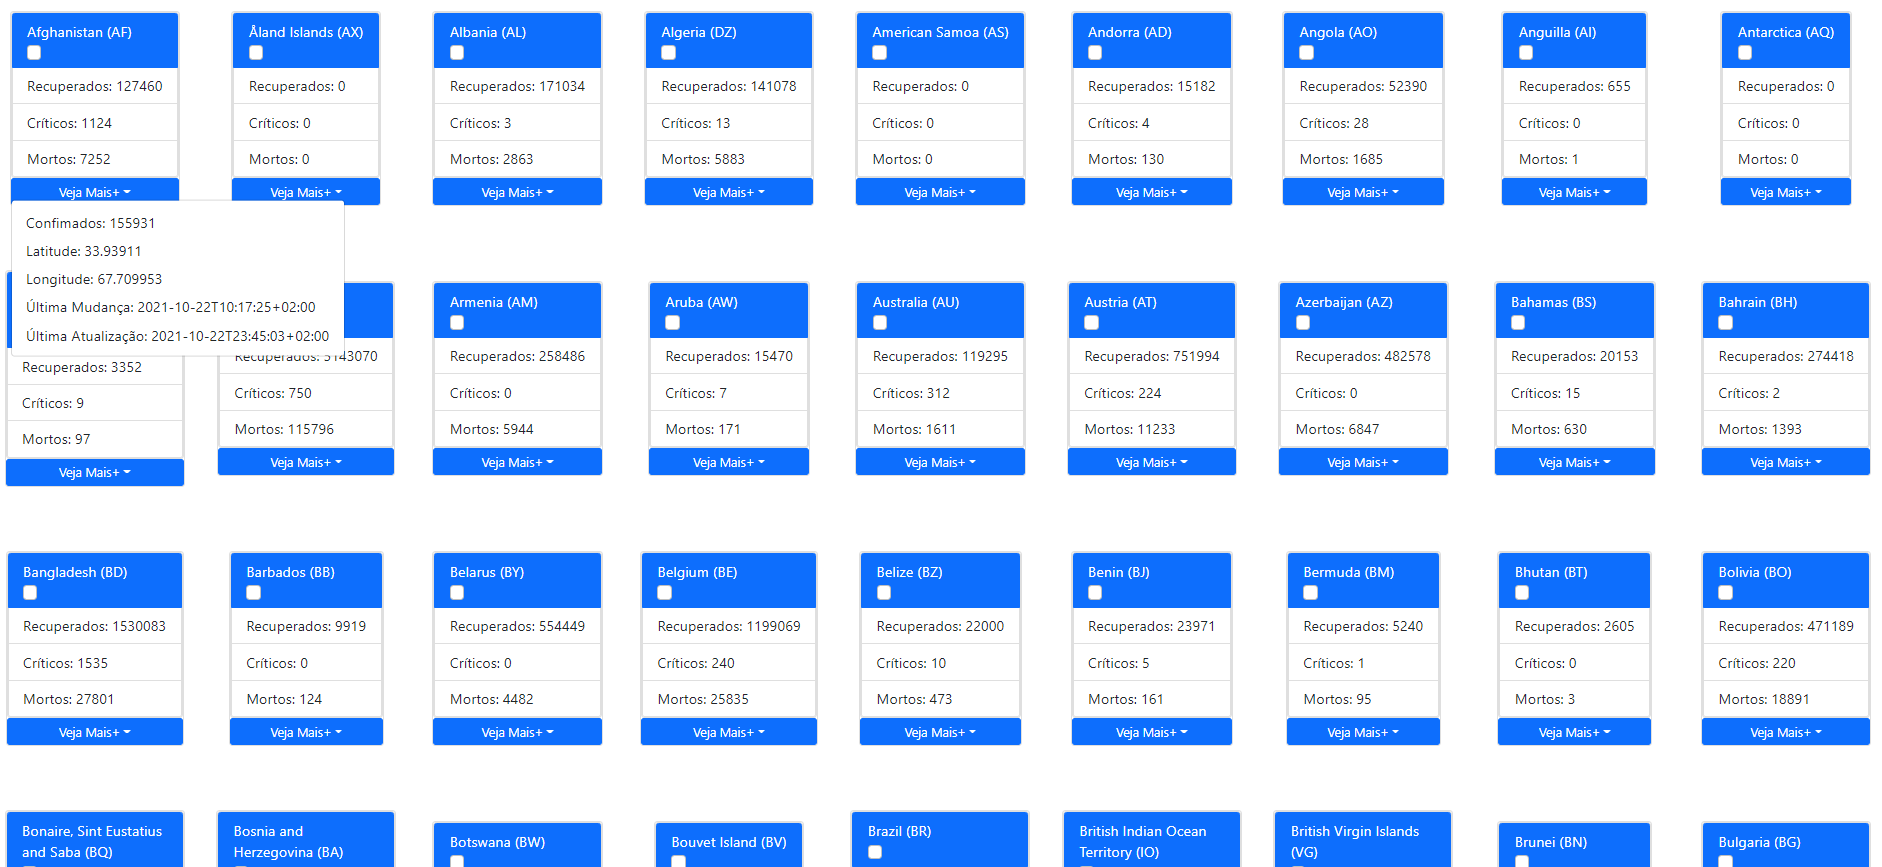 Afghanistan (AF)
Recuperados: 127460
Críticos: 1124
Mortos: 7252
Veja Mais+
Confimados: 155931
Latitude: 33.93911
Longitude: 67.709953
Última Mudança: 2021-10-22T10:17:25+02:00
Última Atualização: 2021-10-22T23:45:03+02:00
Åland Islands (AX)
Recuperados: 0
Críticos: 0
Mortos: 0
Veja Mais+
Albania (AL)
Recuperados: 171034
Críticos: 3
Mortos: 2863
Veja Mais+
Algeria (DZ)
Recuperados: 141078
Críticos: 13
Mortos: 5883
Veja Mais+
American Samoa (AS)
Recuperados: 0
Críticos: 0
Mortos: 0
Veja Mais+
Andorra (AD)
Recuperados: 15182
Críticos: 4
Mortos: 130
Veja Mais+
Angola (AO)
Recuperados: 52390
Críticos: 28
Mortos: 1685
Veja Mais+
Anguilla (AI)
Recuperados: 655
Críticos: 0
Mortos: 1
Veja Mais+
Antarctica (AQ)
Recuperados: 0
Críticos: 0
Mortos: 0
Veja Mais+
Recuperados: 3352
Críticos: 9
Mortos: 97
Veja Mais+
Recuperados: 5143070
Críticos: 750
Mortos: 115796
Veja Mais+
Armenia (AM)
Recuperados: 258486
Críticos: 0
Mortos: 5944
Veja Mais+
Aruba (AW)
Recuperados: 15470
Críticos: 7
Mortos: 171
Veja Mais+
Australia (AU)
Recuperados: 119295
Críticos: 312
Mortos: 1611
Veja Mais+
Austria (AT)
Recuperados: 751994
Críticos: 224
Mortos: 11233
Veja Mais+
Azerbaijan (AZ)
Recuperados: 482578
Críticos: 0
Mortos: 6847
Veja Mais+
Bahamas (BS)
Recuperados: 20153
Críticos: 15
Mortos: 630
Veja Mais+
Bahrain (BH)
Recuperados: 274418
Críticos: 2
Mortos: 1393
Veja Mais+
Bangladesh (BD)
Recuperados: 1530083
Críticos: 1535
Mortos: 27801
Veja Mais+
Barbados (BB)
Recuperados: 9919
Críticos: 0
Mortos: 124
Veja Mais+
Belarus (BY)
Recuperados: 554449
Críticos: 0
Mortos: 4482
Veja Mais+
Belgium (BE)
Recuperados: 1199069
Críticos: 240
Mortos: 25835
Veja Mais+
Belize (BZ)
Recuperados: 22000
Críticos: 10
Mortos: 473
Veja Mais+
Benin (BJ)
Recuperados: 23971
Críticos: 5
Mortos: 161
Veja Mais+
Bermuda (BM)
Recuperados: 5240
Críticos: 1
Mortos: 95
Veja Mais+
Bhutan (BT)
Recuperados: 2605
Críticos: 0
Mortos: 3
Veja Mais+
Bolivia (BO)
Recuperados: 471189
Críticos: 220
Mortos: 18891
Veja Mais+
Bonaire, Sint Eustatius
and Saba (BQ)
Bosnia and
Herzegovina (BA)
Botswana (BW)
Bouvet Island (BV)
Brazil (BR)
British Indian Ocean
Territory (IO)
British Virgin Islands
(VG)
Brunei (BN)
Bulgaria (BG)